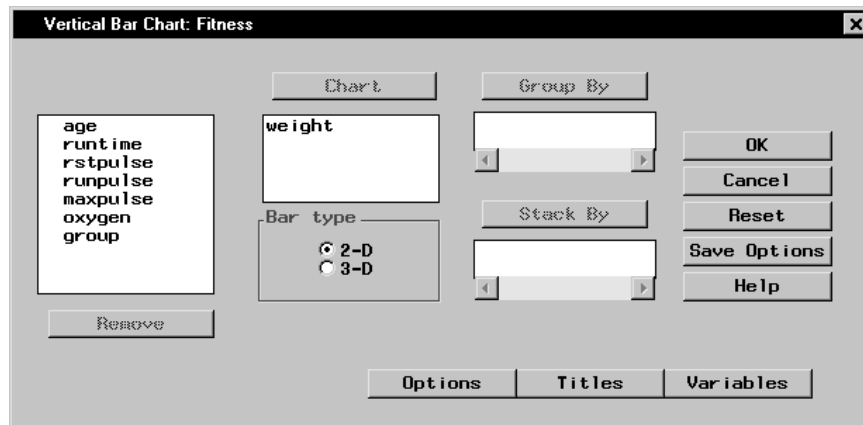 Vertical Bar Chart: Fitness
Chart
Group By
age
runtime
rstpulse
runpulse
maxpulse
oxygen
group
weight
Bar type
2-D
3-D
Stack By
OK
Cancel
Reset
Save Options
Help
Remove
Options
Titles
Variables